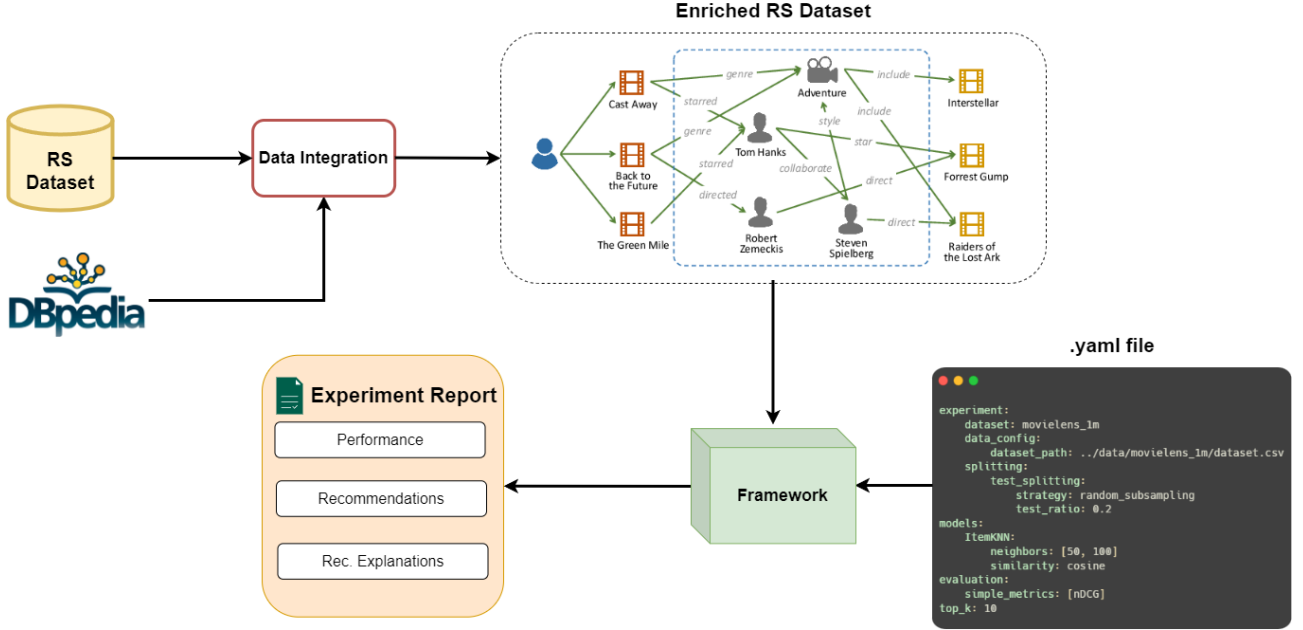 Enriched RS Dataset
RS
Dataset
Data Integration
DBpedia
Cast Away
Back to
the Future
The Green Mile
genre
starred
genre
starred
directed
Adventure
Tom Hanks
style
collaborate
Robert
Zemeckis
Steven
Spielberg
include
include
star
direct
direct
Interstellar
Forrest Gump
Raiders of
the Lost Ark
.yaml file
experiment:
dataset: movielens_1m
data_config:
dataset_path: ../data/movielens_1m/dataset.csv
splitting:
test_splitting:
strategy: random_subsampling
test_ratio: 0.2
models:
ItemKNN:
neighbors: [50, 100]
similarity: cosine
evaluation:
simple_metrics: [nDCG]
top_k: 10
Framework
Experiment Report
Performance
Recommendations
Rec. Explanations